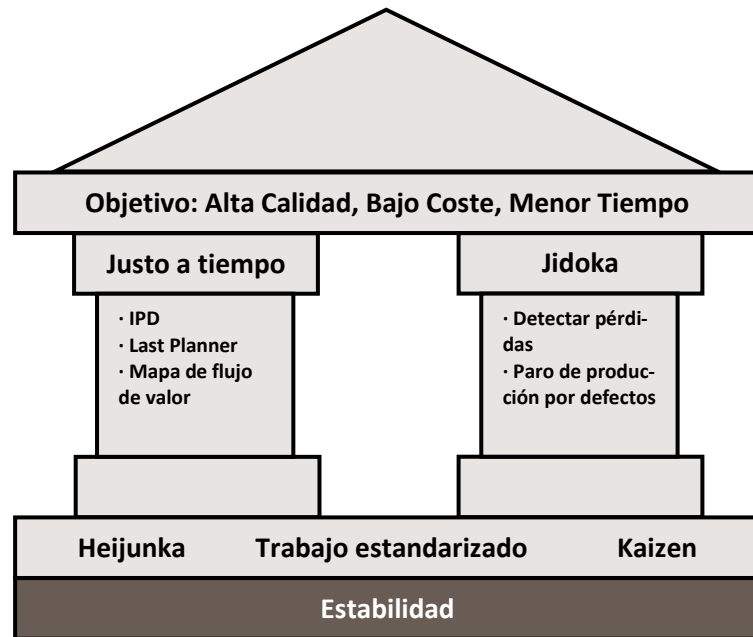 Objetivo: Alta Calidad, Bajo Coste, Menor Tiempo
Justo a tiempo
· IPD
· Last Planner
· Mapa de flujo
de valor
Jidoka
· Detectar pérdi-
das
· Paro de produc-
ción por defectos
Heijunka Trabajo estandarizado Kaizen
Estabilidad